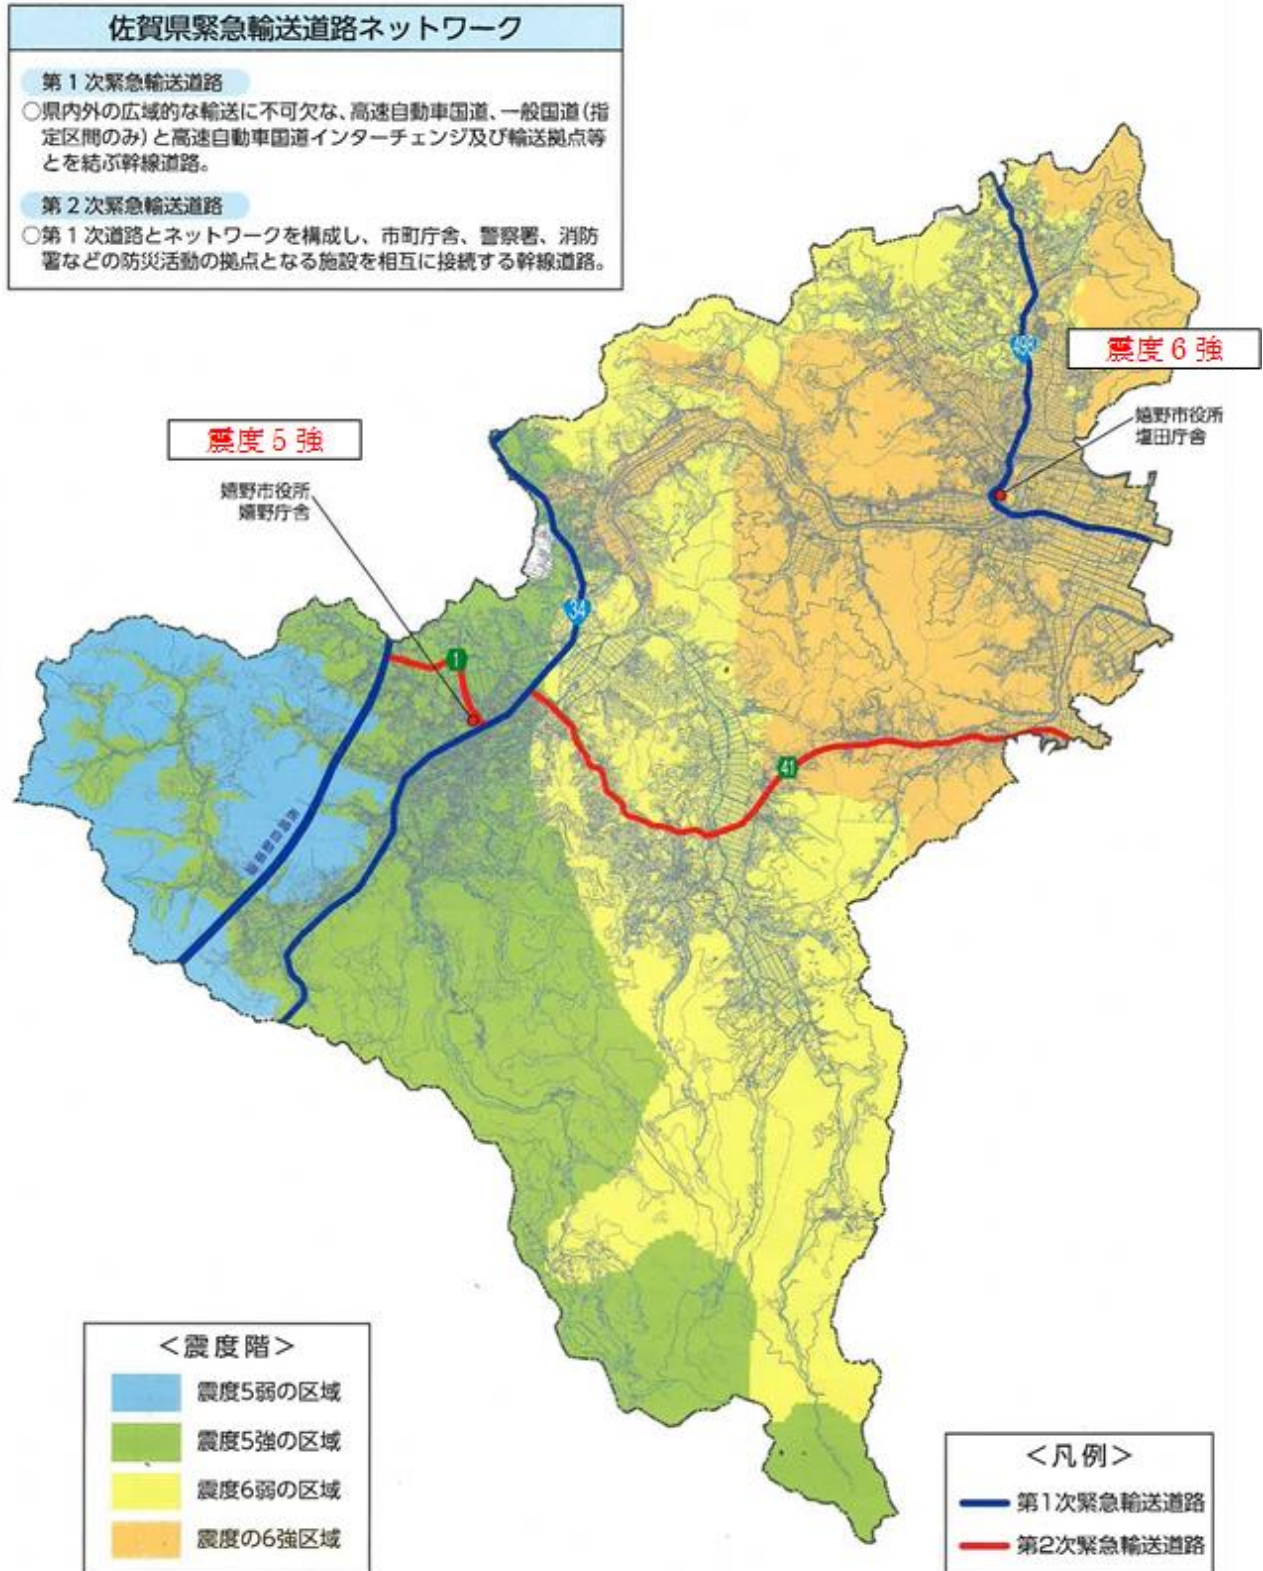 佐賀県緊急輸送道路ネットワーク
第1次緊急輸送道路
○県内外の広域的な輸送に不可欠な、高速自動車国道、一般国道(指
定区間のみ)と高速自動車国道インターチェンジ及び輸送拠点等
とを結ぶ幹線道路。
第2次緊急輸送道路
○第1次道路とネットワークを構成し、市町庁舎、警察署、消防
署などの防災活動の拠点となる施設を相互に接続する幹線道路。
498
震度6強
嬉野市役所
塩田庁舎
震度5強
嬉野市役所
嬉野庁舎
34
1
41
<震度階>
震度5弱の区域
震度5強の区域
震度6弱の区域
震度の6強区域
<凡例>
第1次緊急輸送道路
第2次緊急輸送道路